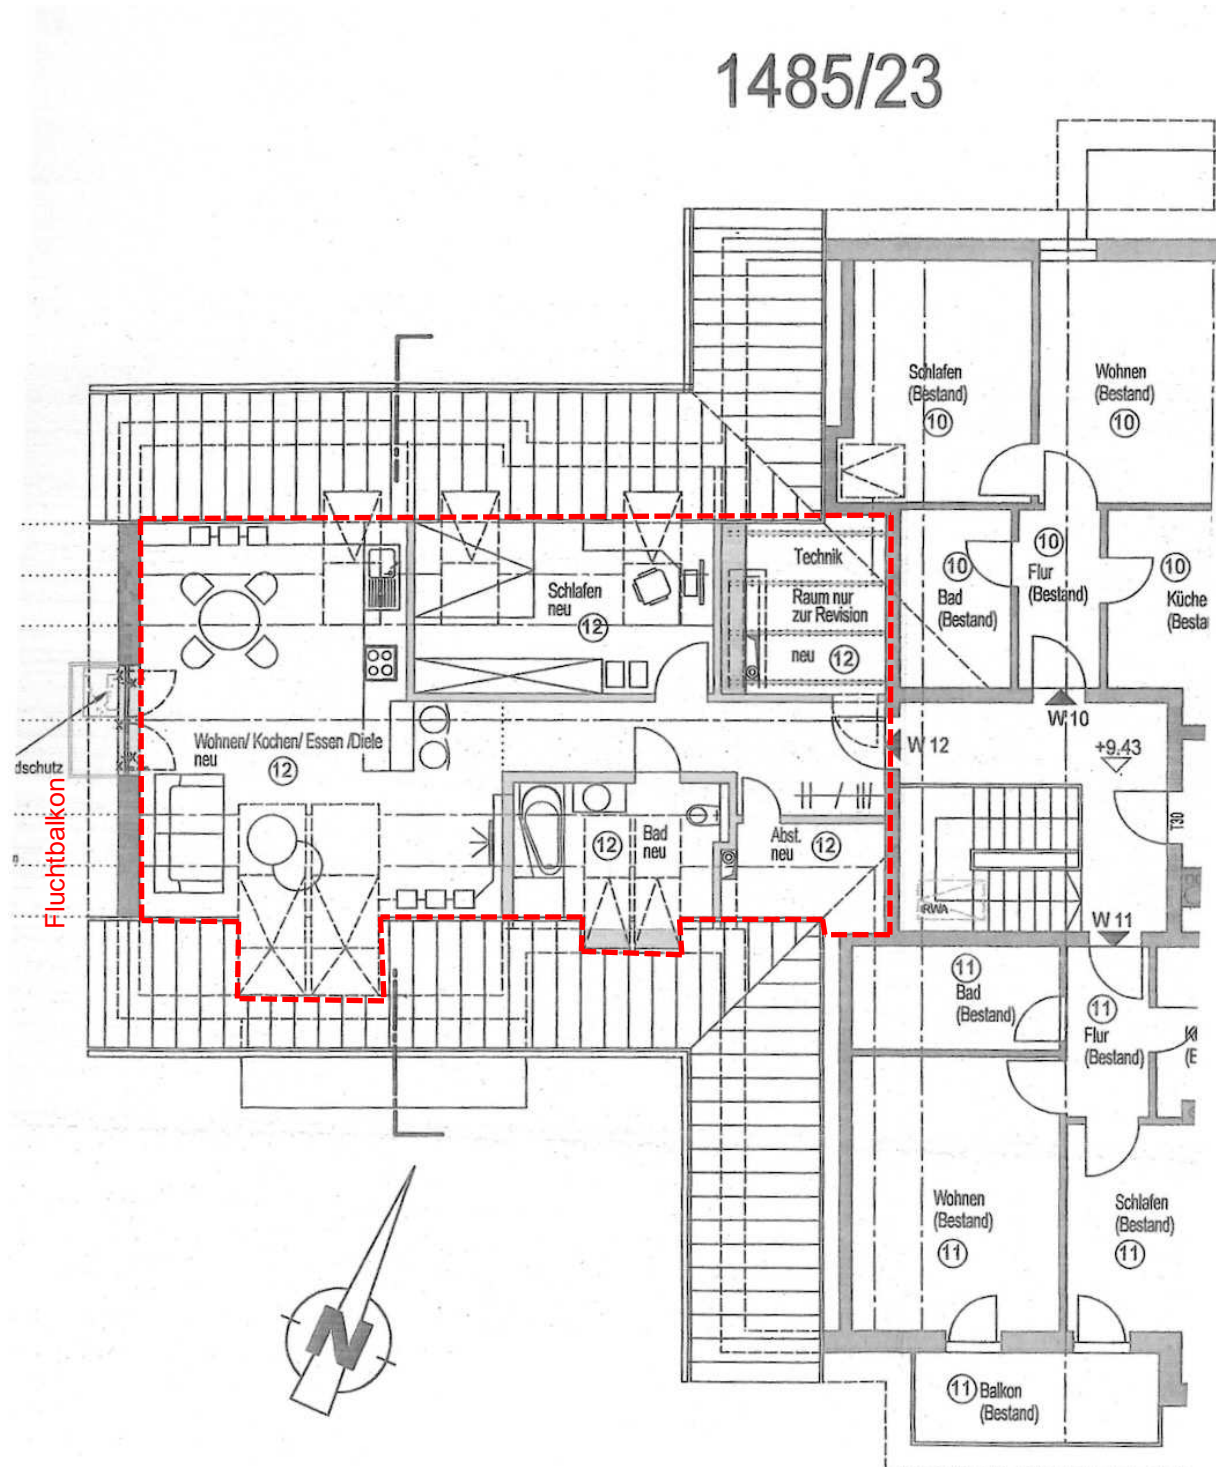 1485/23
Schlafen
(Bestand)
10
Wohnen
(Bestand)
10
Technik
Raum nur
zur Revision
neu 12
Schlafen
neu
12
10
Bad
(Bestand)
10
Flur
(Bestand)
10
Küche
W 10
W 12
+9.43
Wohnen/ Kochen/ Essen /Diele
neu
12
dschutz
Fluchtbalkon
12
Bad
neu
Abst.
neu
12
T30
RWA
W 11
11
Bad
(Bestand)
11
Flur
(Bestand)
Wohnen
(Bestand)
11
Schlafen
(Bestand)
11
N
11 Balkon
(Bestand)